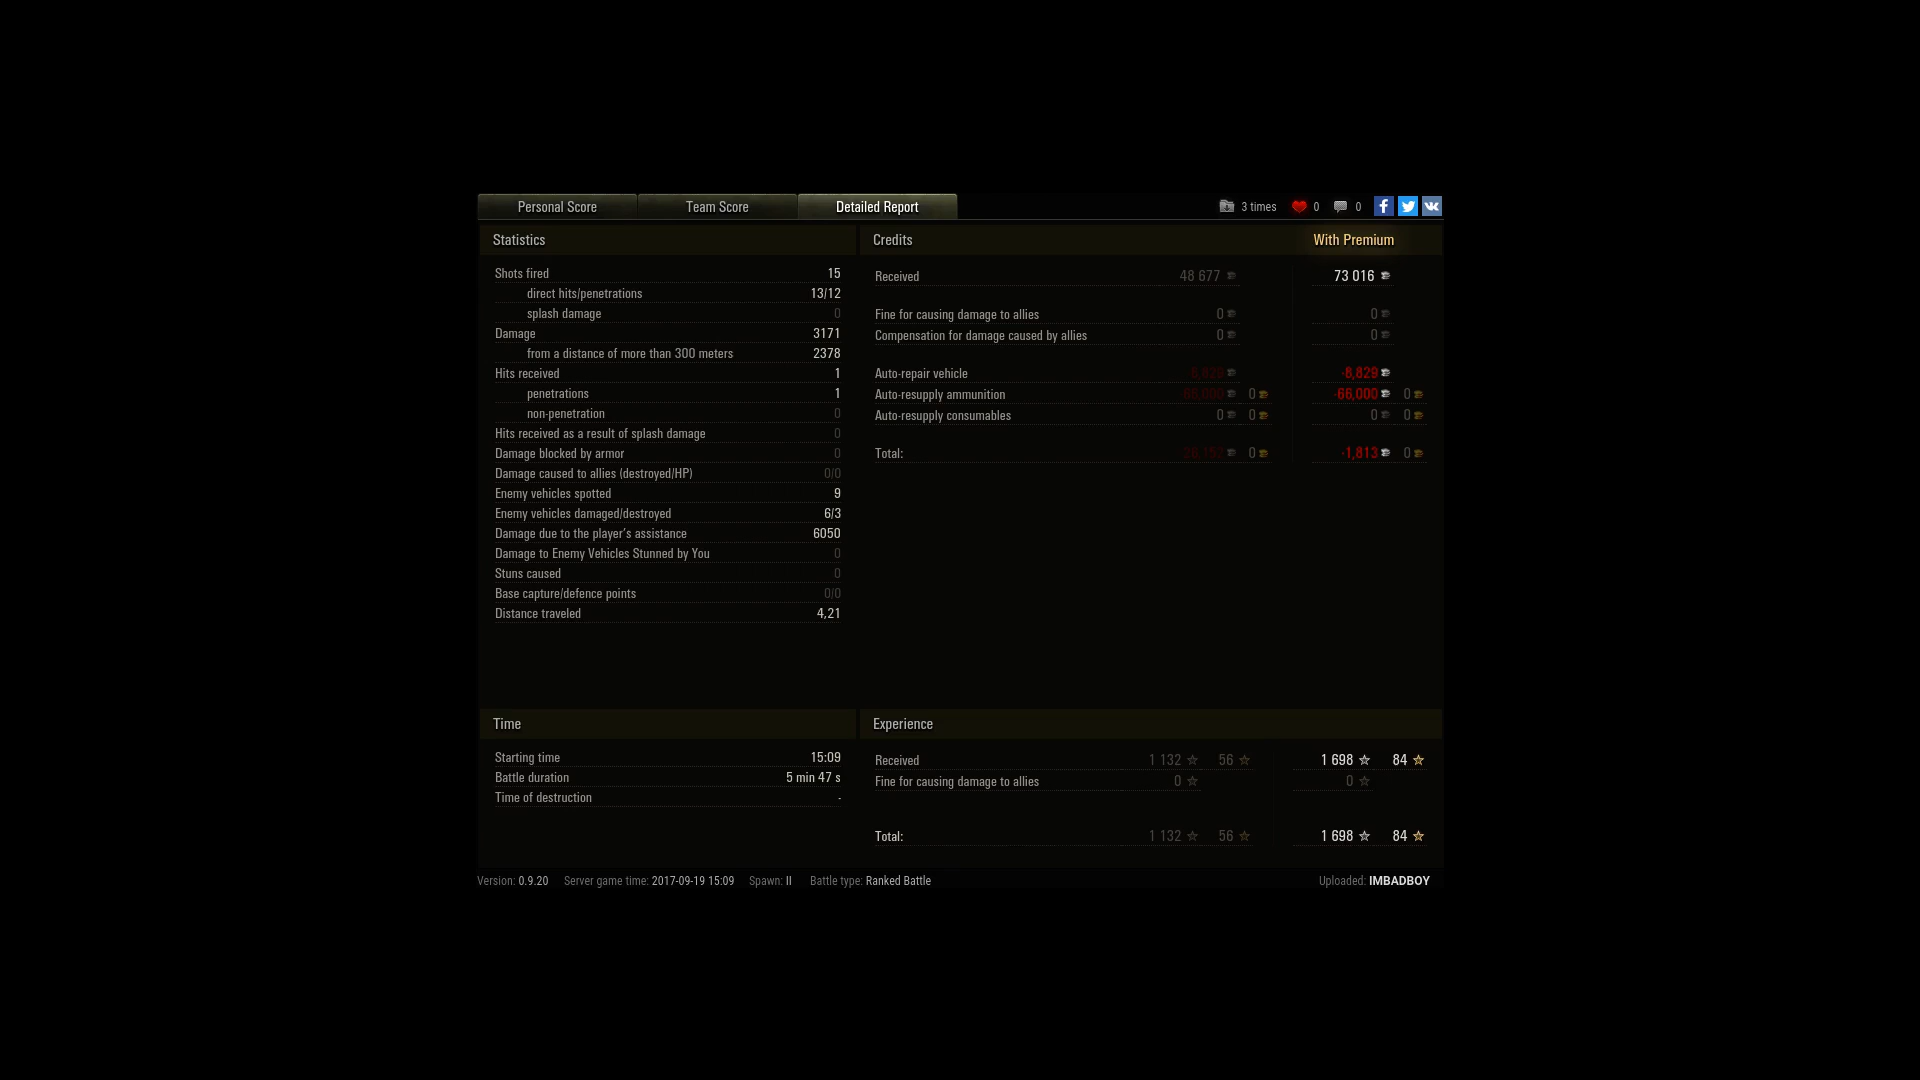 Personal Score Team Score Detailed Report 3 times 0 0
Statistics
Shots fired 15
direct hits/penetrations 13/12
splash damage 0
Damage 3171
from a distance of more than 300 meters 2378
Hits received 1
penetrations 1
non-penetration 0
Hits received as a result of splash damage 0
Damage blocked by armor 0
Damage caused to allies (destroyed/HP) 0/0
Enemy vehicles spotted 9
Enemy vehicles damaged/destroyed 6/3
Damage due to the player's assistance 6050
Damage to Enemy Vehicles Stunned by You 0
Stuns caused 0
Base capture/defence points 0/0
Distance traveled 4,21
Credits With Premium
Received 48 677 73 016
Fine for causing damage to allies 0 0
Compensation for damage caused by allies 0 0
Auto-repair vehicle -8,829
Auto-resupply ammunition 0 -66,000 0
Auto-resupply consumables 0 0 0 0
Total: 0 -1,813 0
Time
Starting time 15:09
Battle duration 5 min 47 s
Time of destruction -
Experience
Received 1 132 56 1 698 84
Fine for causing damage to allies 0 0
Total: 1 132 56 1 698 84
Version: 0.9.20 Server game time: 2017-09-19 15:09 Spawn: II Battle type: Ranked Battle Uploaded: IMBADBOY